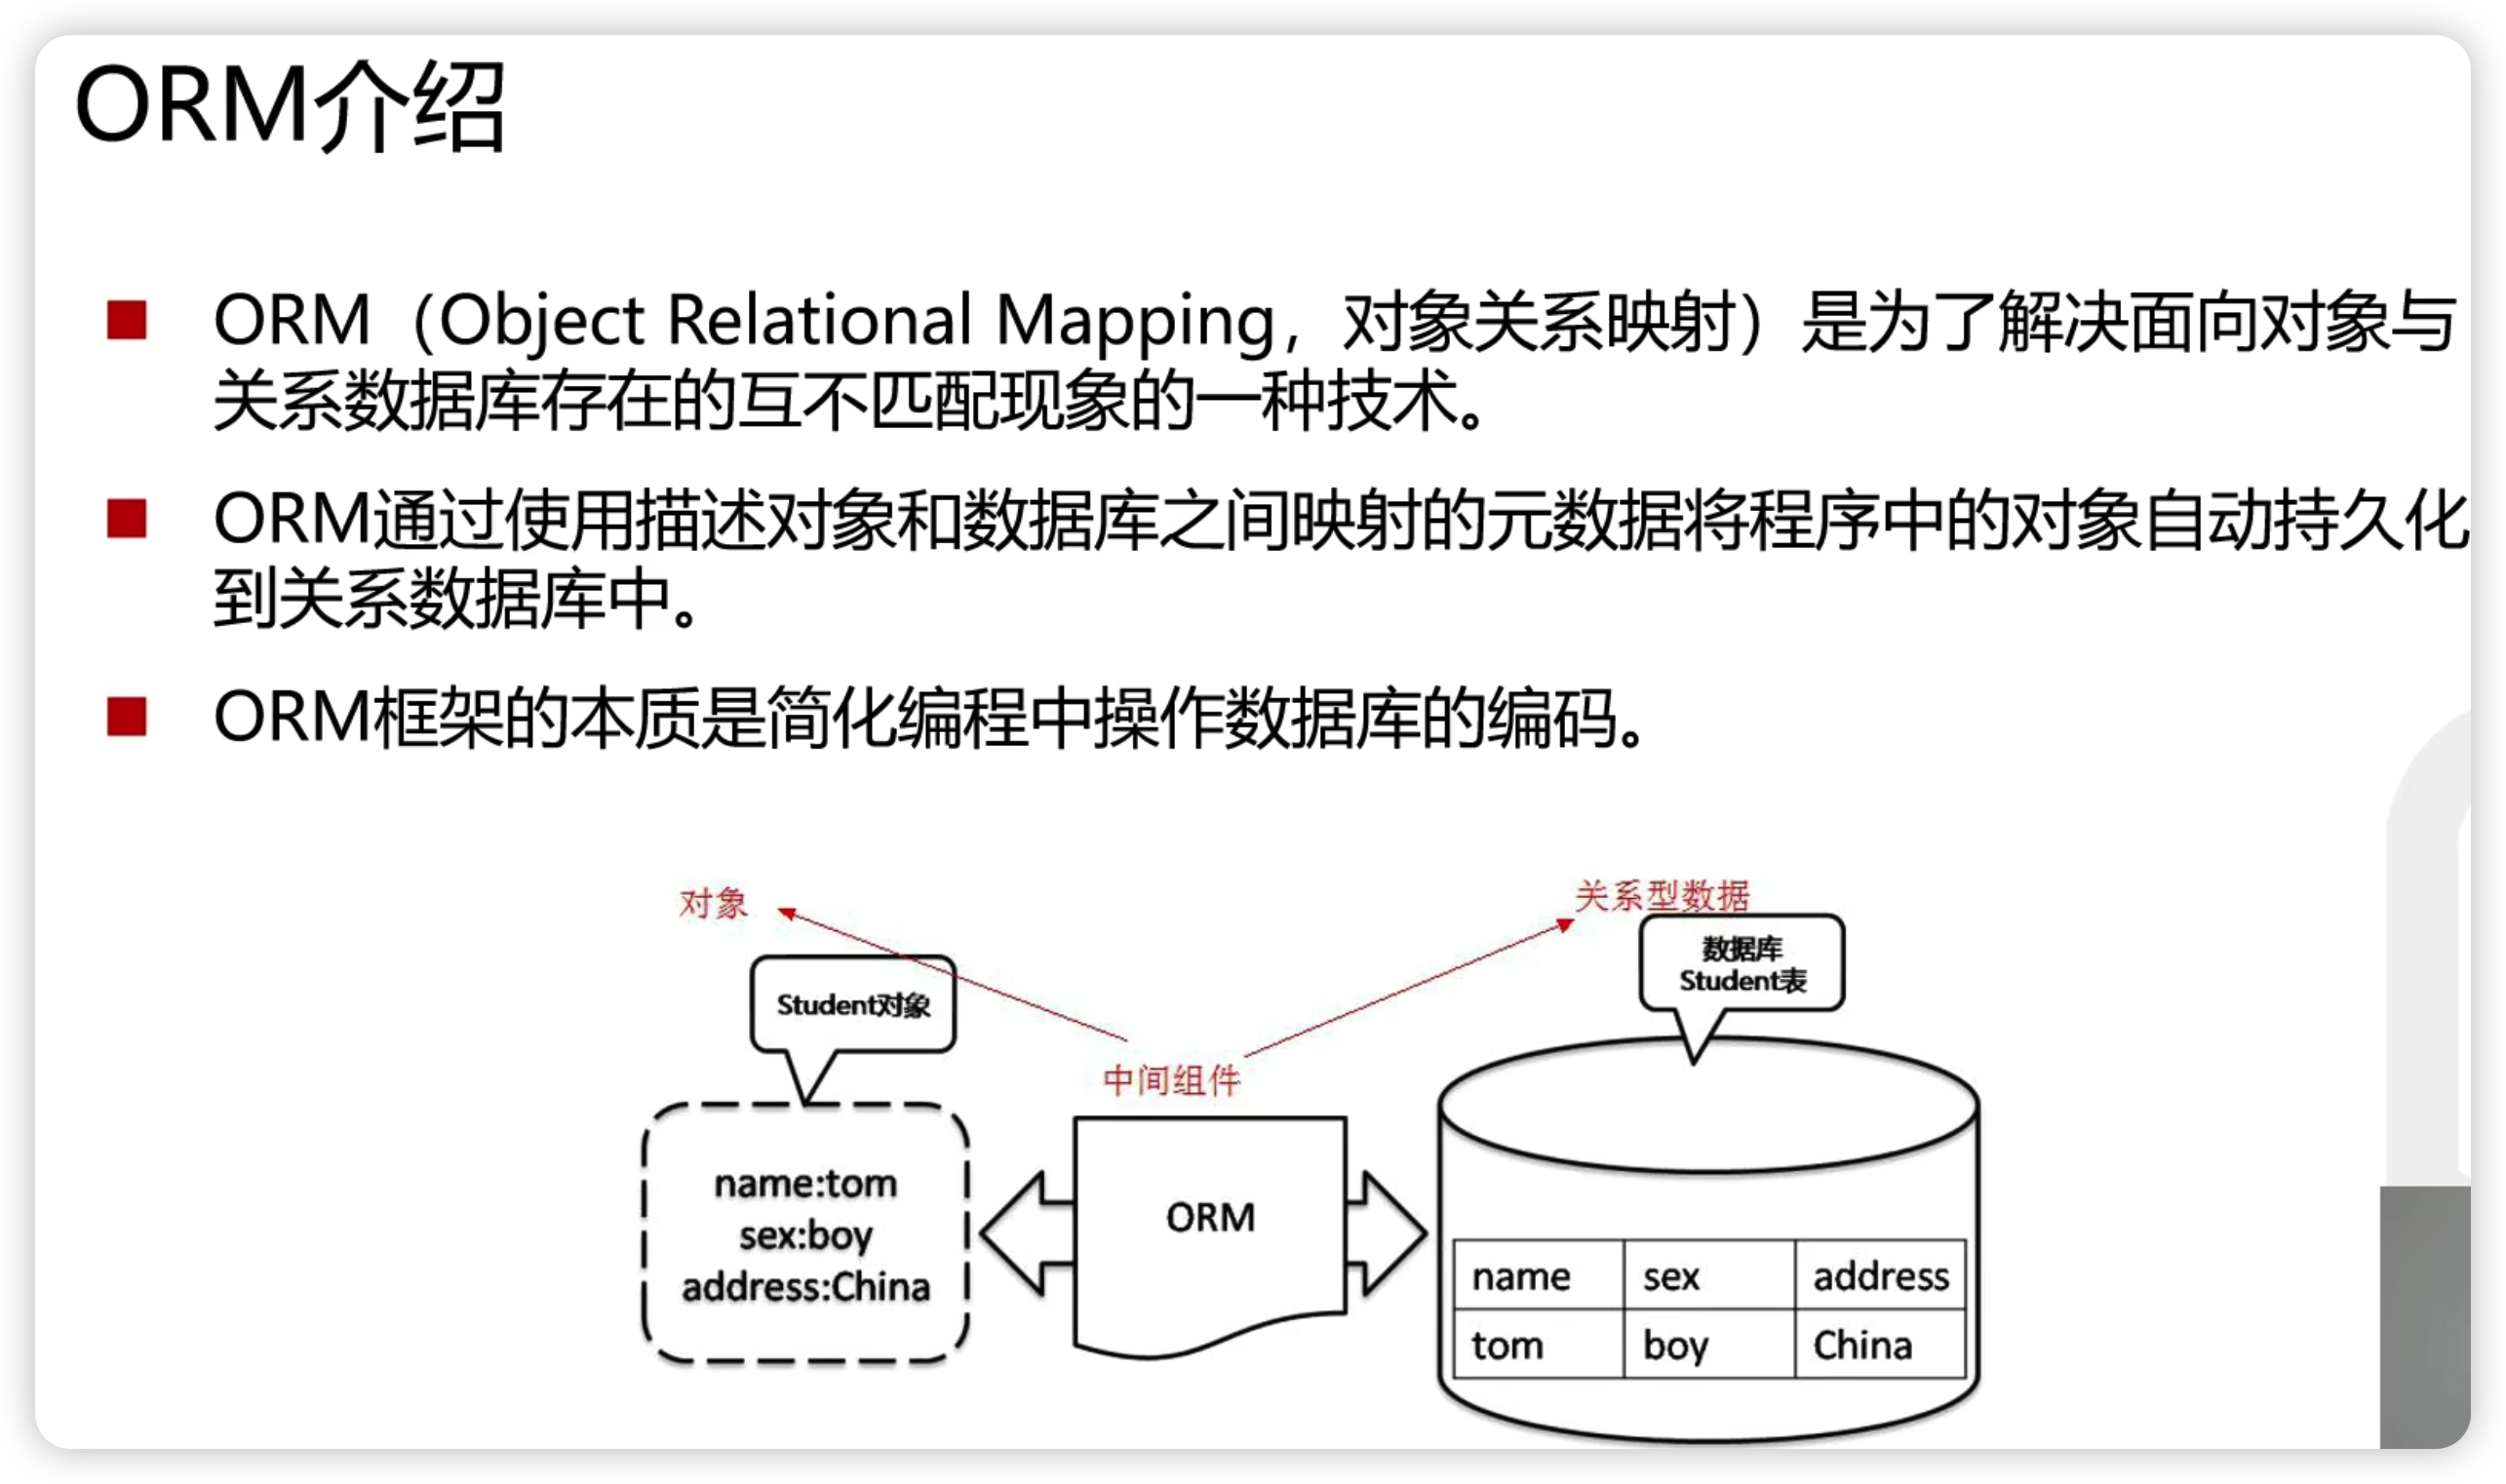 ORM介绍
ORM（Object Relational Mapping，对象关系映射）是为了解决面向对象与
关系数据库存在的互不匹配现象的一种技术。
ORM通过使用描述对象和数据库之间映射的元数据将程序中的对象自动持久化
到关系数据库中。
ORM框架的本质是简化编程中操作数据库的编码。
对象
关系型数据
数据库
Student表
Student对象
中间组件
name:tom
sex:boy
address:China
ORM
name sex address
tom boy China